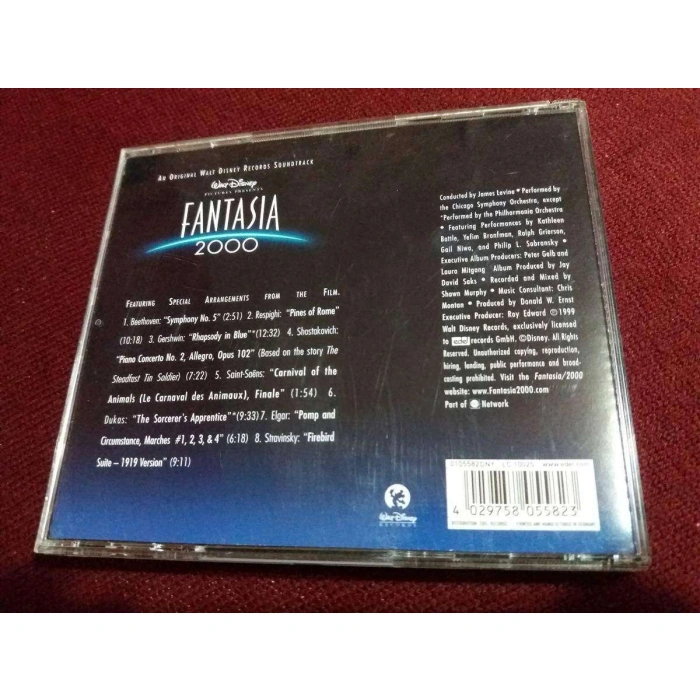 AN ORIGINAL WALT DISNEY RECORDS SOUNDTRACK
WALT DISNEY
PICTURES PRESENTS
FANTASIA
2000
FEATURING SPECIAL ARRANGEMENTS FROM THE FILM.
1. Beethoven: "Symphony No. 5" (2:51) 2. Respighi: "Pines of Rome"
(10:18) 3. Gershwin: "Rhapsody in Blue"*(12:32) 4. Shostakovich:
"Piano Concerto No. 2, Allegro, Opus 102" (Based on the story The
Steadfast Tin Soldier) (7:22) 5. Saint-Saëns: "Carnival of the
Animals (Le Carnaval des Animaux), Finale" (1:54) 6.
Dukas: "The Sorcerer's Apprentice"*(9:33) 7. Elgar: "Pomp and
Circumstance, Marches #1, 2, 3, & 4" (6:18) 8. Stravinsky: "Firebird
Suite – 1919 Version" (9:11)
Conducted by James Levine • Performed by
the Chicago Symphony Orchestra, except
*Performed by the Philharmonia Orchestra
• Featuring Performances by Kathleen
Battle, Yefim Bronfman, Ralph Grierson,
Gail Niwa, and Philip L. Sabransky •
Executive Album Producers: Peter Gelb and
Laura Mitgang Album Produced by Jay
David Saks • Recorded and Mixed by
Shawn Murphy • Music Consultant: Chris
Montan • Produced by Donald W. Ernst
Executive Producer: Roy Edward ℗ 1999
Walt Disney Records, exclusively licensed
to edel records GmbH. ©Disney. All Rights
Reserved. Unauthorized copying, reproduction,
hiring, lending, public performance and broad-
casting prohibited. Visit the Fantasia/2000
website: www.Fantasia2000.com
Part of Network
WALT DISNEY
RECORDS
0105582DNY LC 10025
4 029758 055823